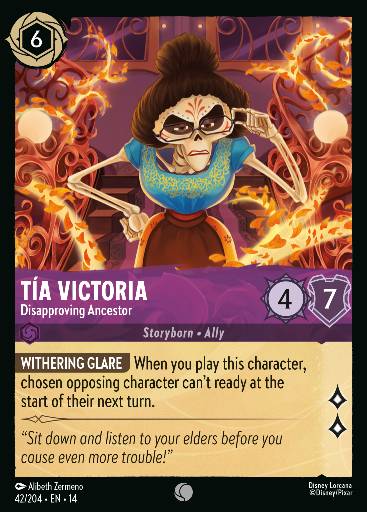 6
TÍA VICTORIA
Disapproving Ancestor
4
7
Storyborn • Ally
WITHERING GLARE When you play this character,
chosen opposing character can't ready at the
start of their next turn.
“Sit down and listen to your elders before you
cause even more trouble!”
Alibeth Zermeno
42/204 • EN • 14
Disney Lorcana
©Disney/Pixar